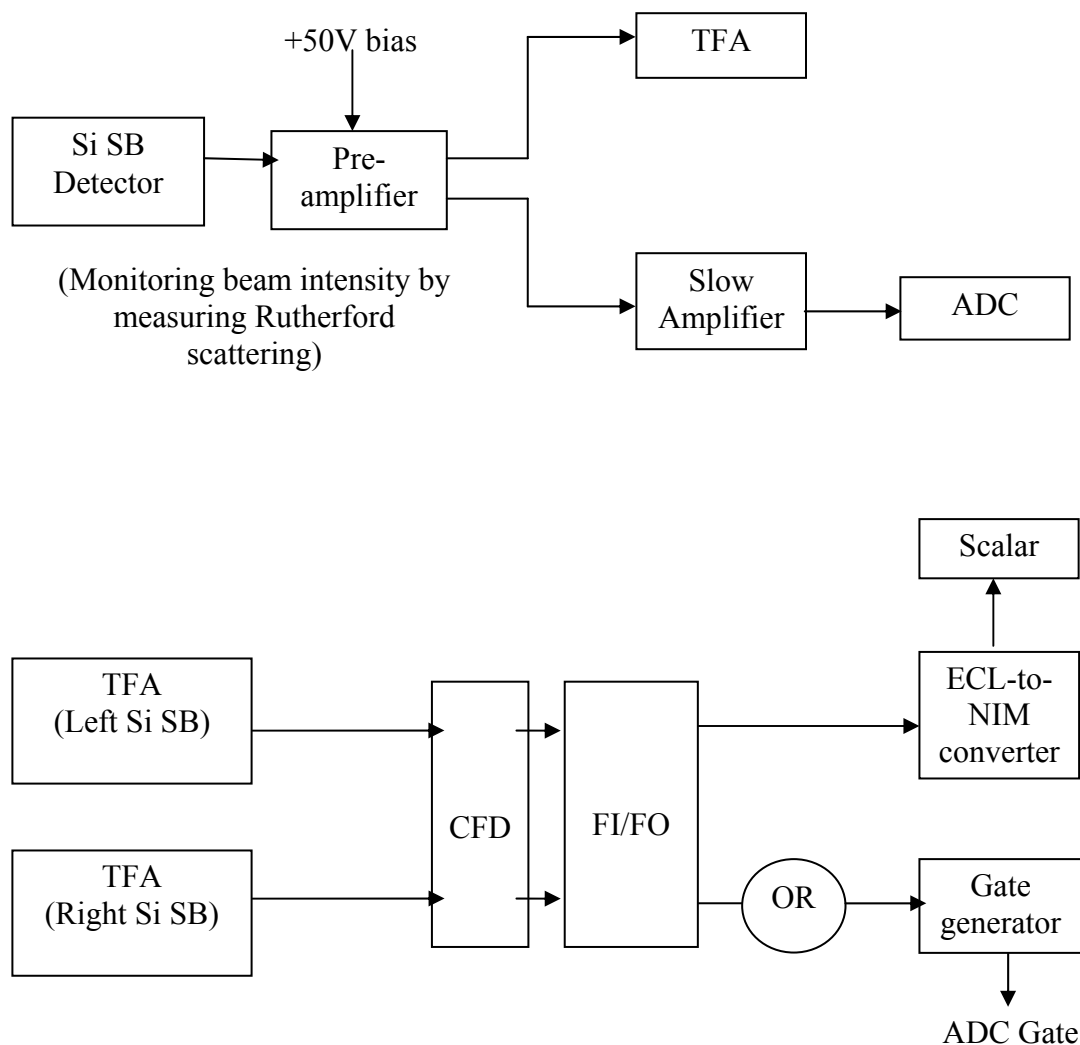 +50V bias
TFA
Si SB
Detector
Pre-
amplifier
(Monitoring beam intensity by
measuring Rutherford
scattering)
Slow
Amplifier
ADC
Scalar
TFA
(Left Si SB)
ECL-to-
NIM
converter
CFD
FI/FO
TFA
(Right Si SB)
OR
Gate
generator
ADC Gate